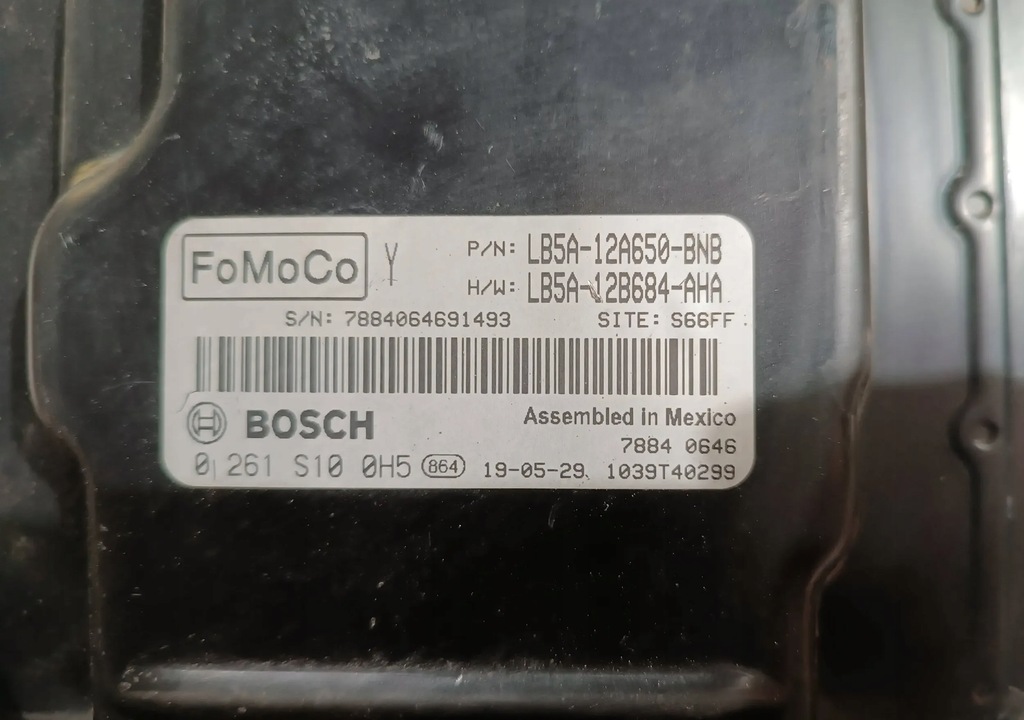 FoMoCo Y P/N: LB5A-12A650-BNB
H/W: LB5A-12B684-AHA
S/N: 7884064691493 SITE: S66FF
BOSCH Assembled in Mexico
7884 0646
0 261 S10 0H5 864 19-05-29 1039T40299